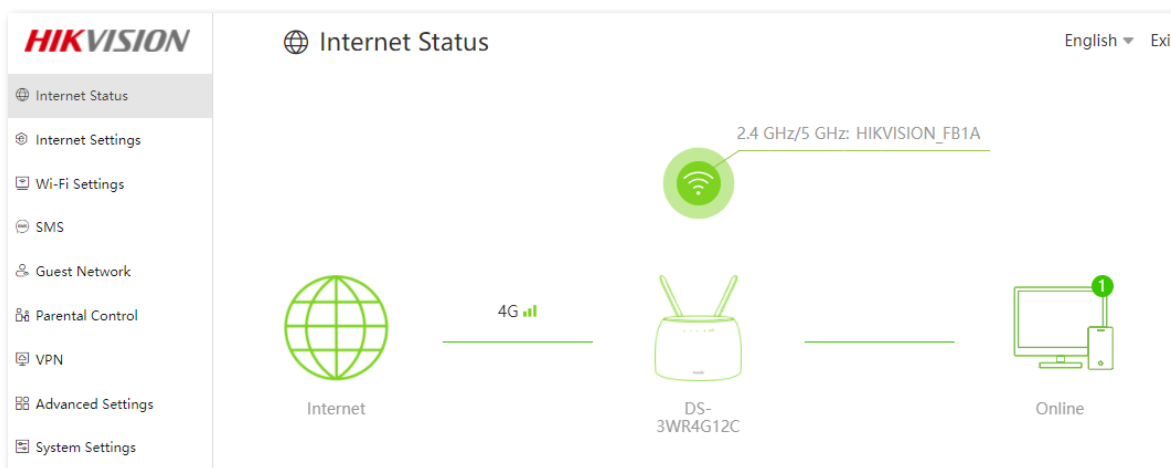 HIKVISION
Internet Status
English
Exi
Internet Status
Internet Settings
Wi-Fi Settings
SMS
Guest Network
Parental Control
VPN
Advanced Settings
System Settings
2.4 GHz/5 GHz: HIKVISION_FB1A
4G
1
Internet
DS-
3WR4G12C
Online